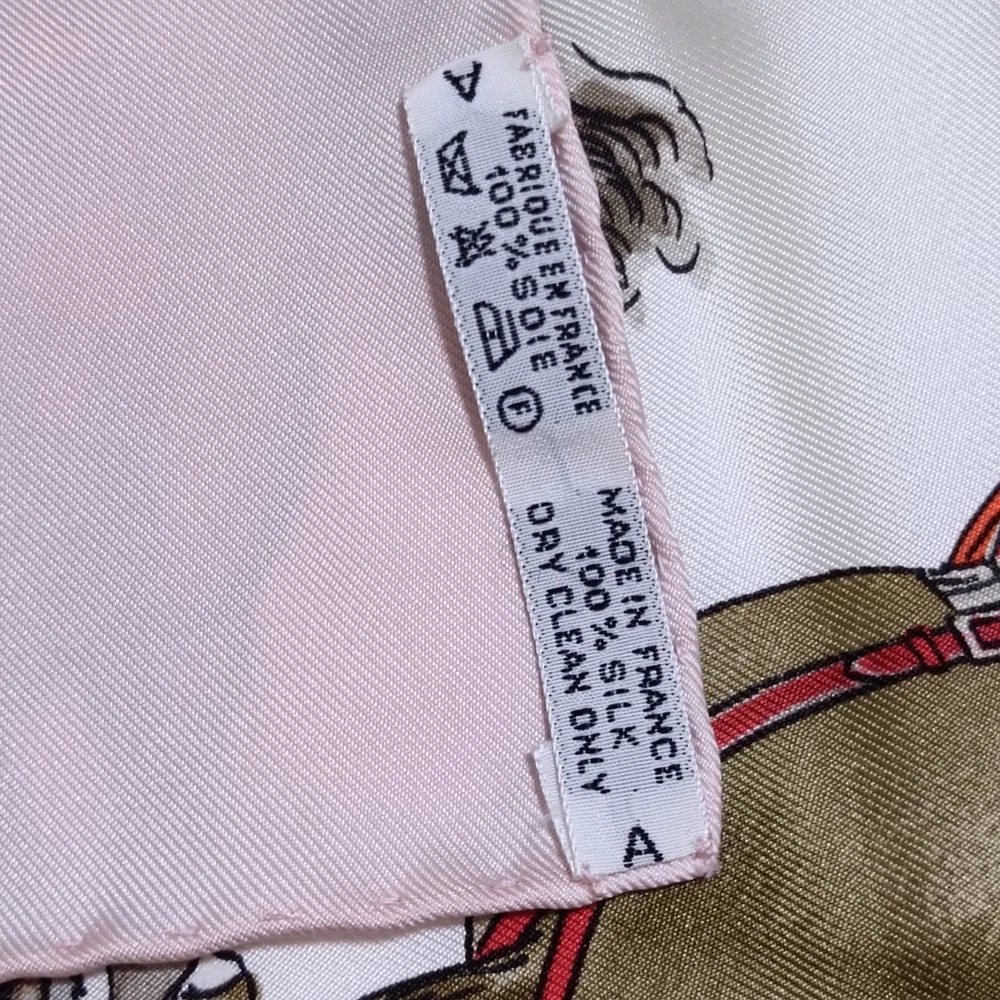 A
FABRIQUE EN FRANCE
100 % SOIE
F
MADE IN FRANCE
100 % SILK
DRY CLEAN ONLY
A